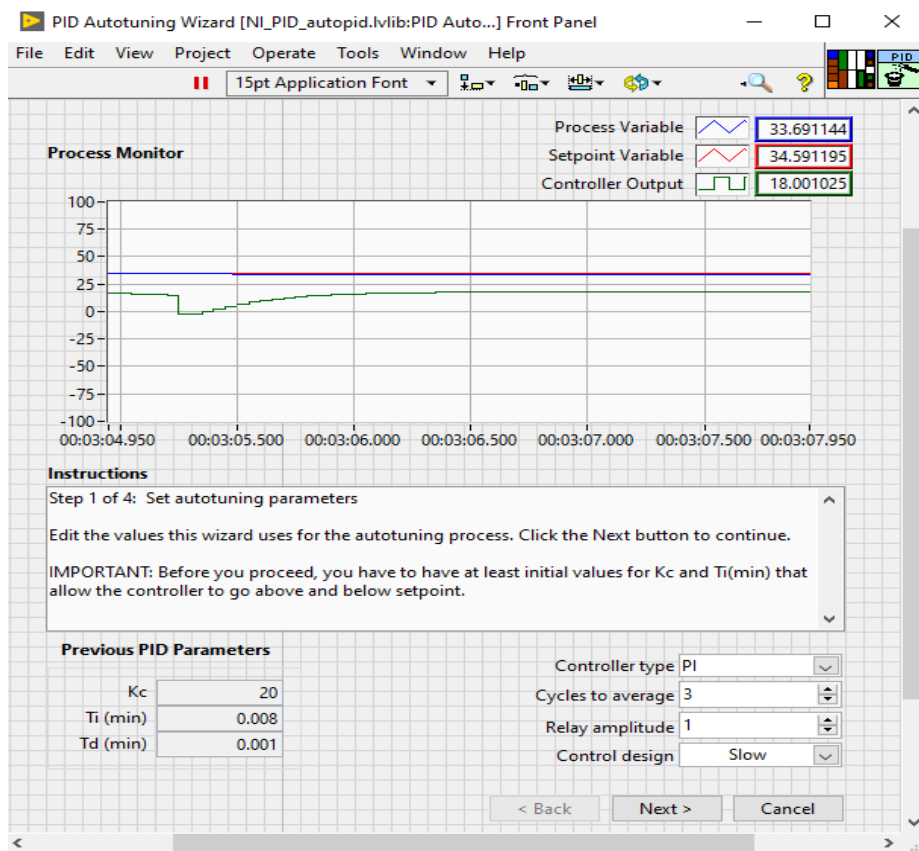 PID Autotuning Wizard [NI_PID_autopid.lvlib:PID Auto...] Front Panel
File Edit View Project Operate Tools Window Help
15pt Application Font
PID
Process Variable 33.691144
Process Monitor
Setpoint Variable 34.591195
Controller Output 18.001025
100
75
50
25
0
-25
-50
-75
-100
00:03:04.950 00:03:05.500 00:03:06.000 00:03:06.500 00:03:07.000 00:03:07.500 00:03:07.950
Instructions
Step 1 of 4: Set autotuning parameters
Edit the values this wizard uses for the autotuning process. Click the Next button to continue.
IMPORTANT: Before you proceed, you have to have at least initial values for Kc and Ti(min) that
allow the controller to go above and below setpoint.
Previous PID Parameters
Kc 20
Ti (min) 0.008
Td (min) 0.001
Controller type PI
Cycles to average 3
Relay amplitude 1
Control design Slow
< Back Next > Cancel